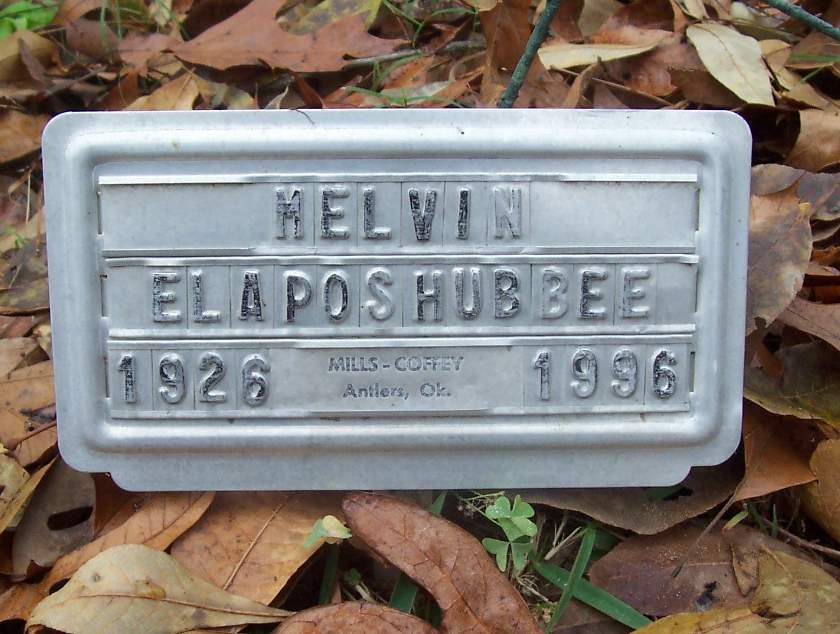 MELVIN
ELAPOSHUBBEE
1926 MILLS-COFFEY 1996
Antlers, Ok.